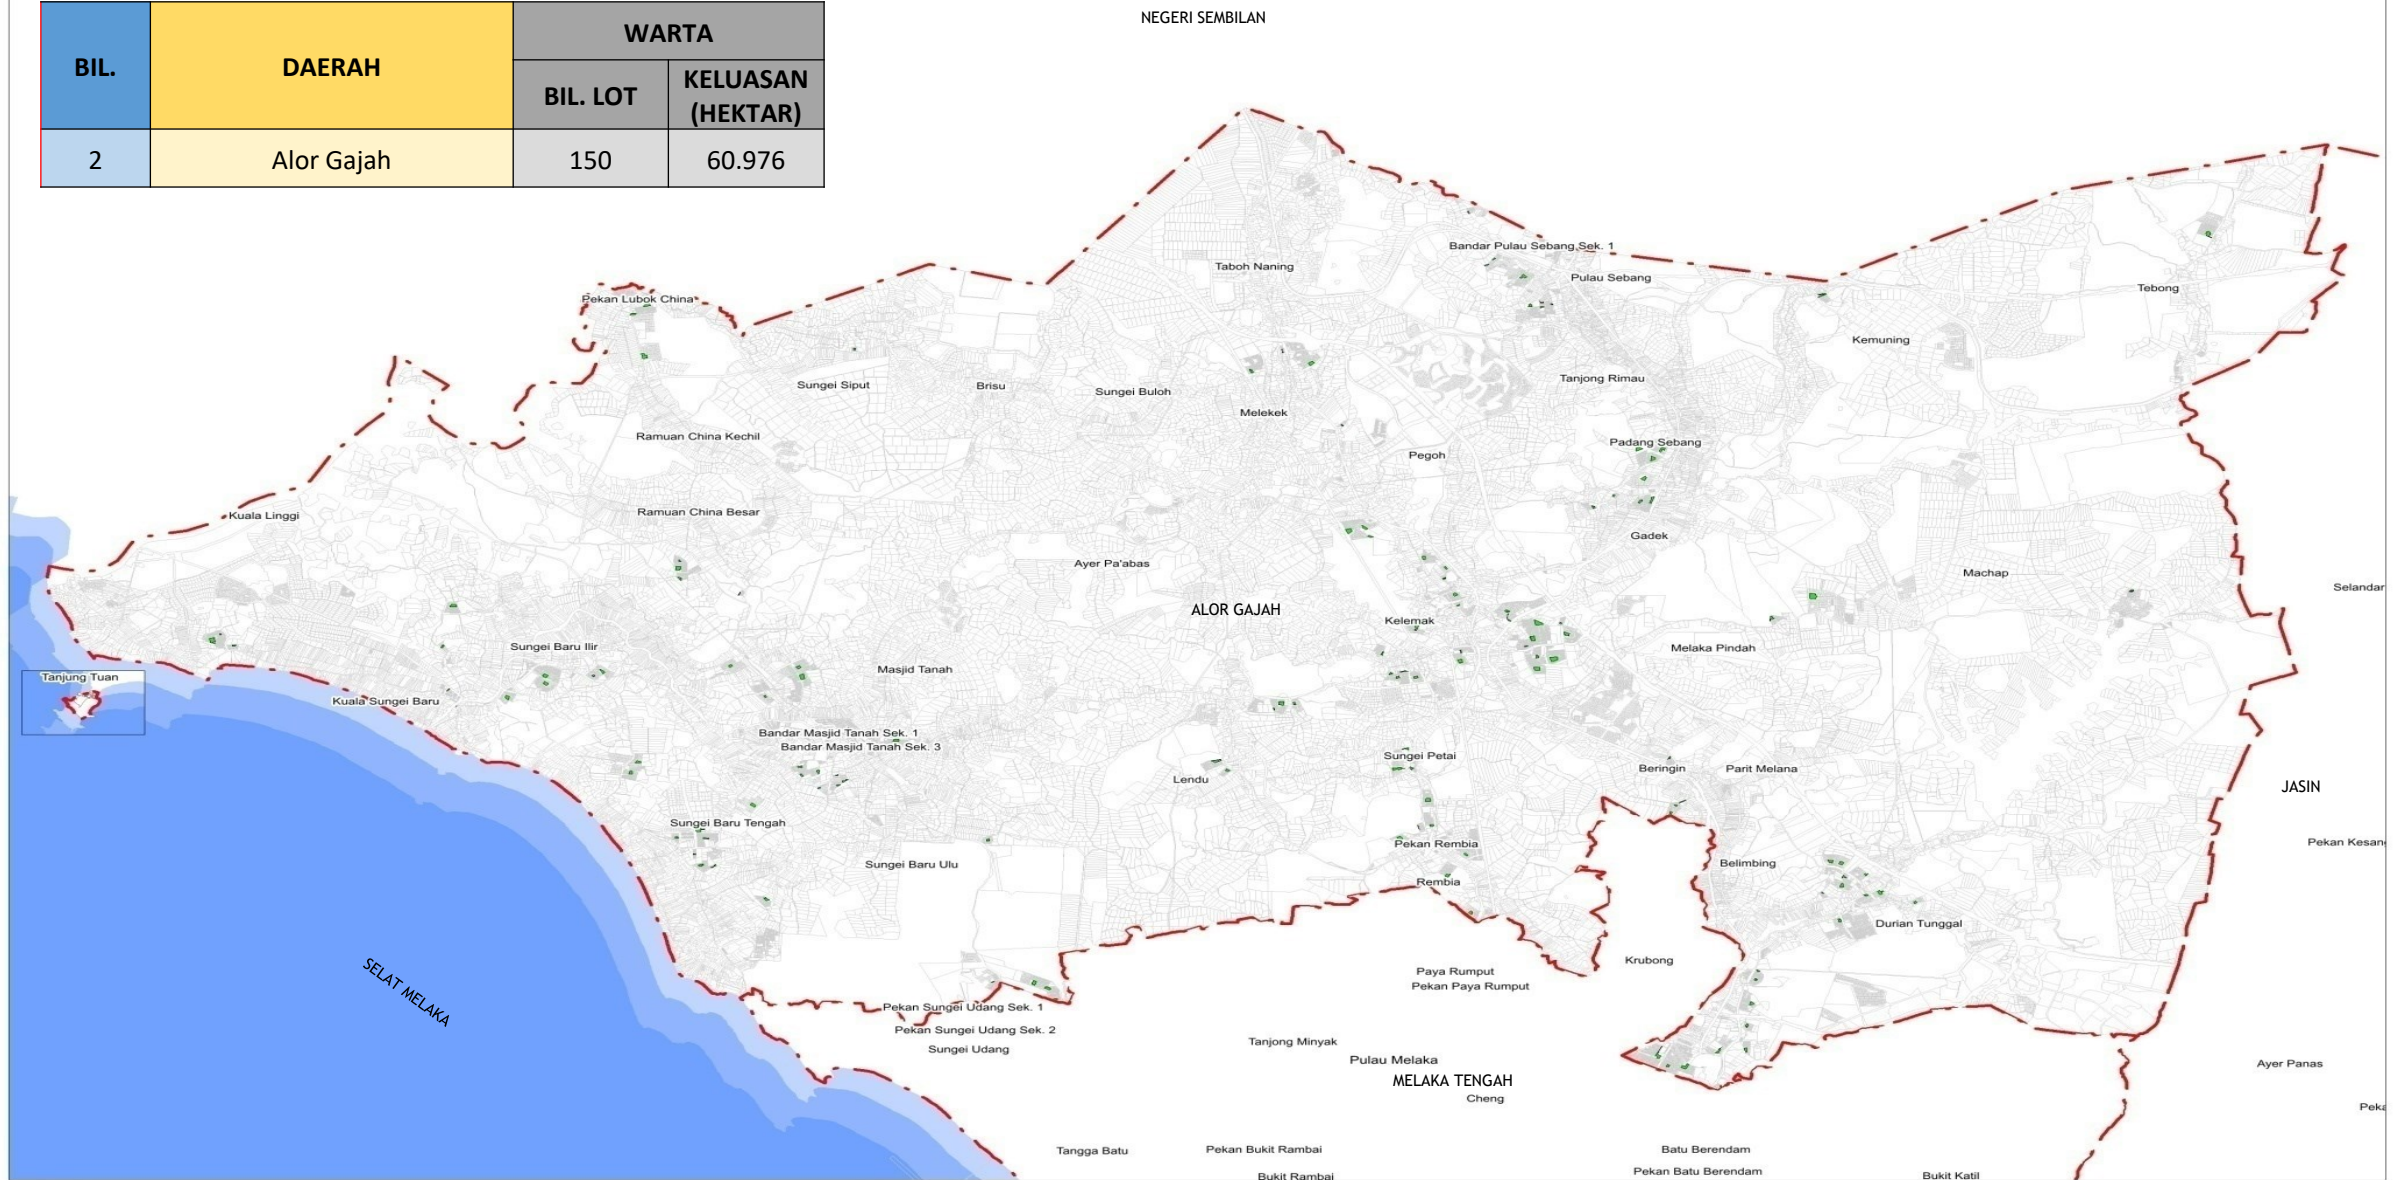 BIL.
DAERAH
WARTA
BIL. LOT
KELUASAN
(HEKTAR)
2
Alor Gajah
150
60.976
NEGERI SEMBILAN
Bandar Pulau Sebang Sek. 1
Taboh Naning
Pulau Sebang
Tebong
Pekan Lubok China
Kemuning
Tanjong Rimau
Sungei Siput
Brisu
Sungei Buloh
Melekek
Ramuan China Kechil
Padang Sebang
Pegoh
Ramuan China Besar
Kuala Linggi
Gadek
Ayer Pa'abas
Machap
Selandar
ALOR GAJAH
Kelemak
Sungei Baru Ilir
Melaka Pindah
Masjid Tanah
Tanjung Tuan
Kuala Sungei Baru
Bandar Masjid Tanah Sek. 1
Bandar Masjid Tanah Sek. 3
Sungei Petai
Beringin
Parit Melana
Lendu
JASIN
Sungei Baru Tengah
Pekan Rembia
Pekan Kesan
Sungei Baru Ulu
Belimbing
Rembia
Durian Tunggal
Krubong
SELAT MELAKA
Paya Rumput
Pekan Paya Rumput
Pekan Sungei Udang Sek. 1
Pekan Sungei Udang Sek. 2
Sungei Udang
Tanjong Minyak
Pulau Melaka
Ayer Panas
MELAKA TENGAH
Cheng
Peka
Tangga Batu
Pekan Bukit Rambai
Batu Berendam
Pekan Batu Berendam
Bukit Rambai
Bukit Katil